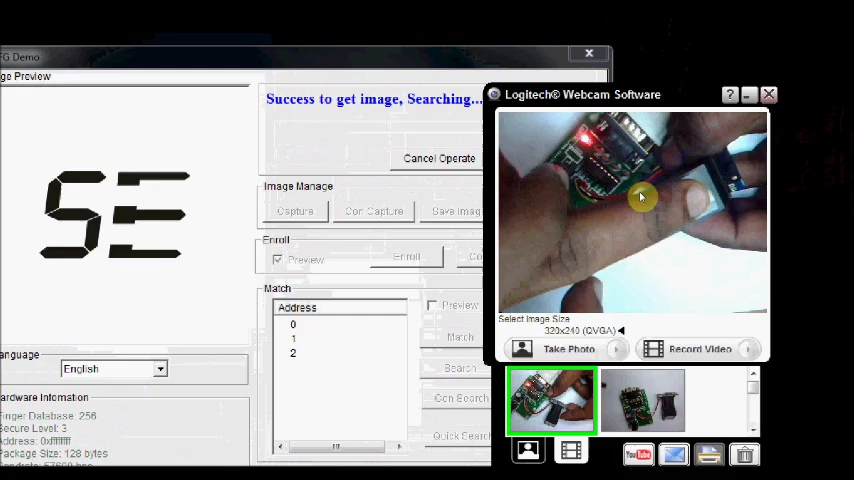 FG Demo
ge Preview
SE
Success to get image, Searching...
Cancel Operate
Image Manage
Capture
Con Capture
Save Imag
Enroll
Preview
Enroll
Co
Match
Address
0
1
2
Preview
Match
Search
Con Search
Quick Search
anguage
English
ardware Infomation
Finger Database: 256
Secure Level: 3
Address: 0xffffffff
Package Size: 128 bytes
Logitech® Webcam Software
Select Image Size
320x240 (QVGA)
Take Photo
Record Video
YouTube